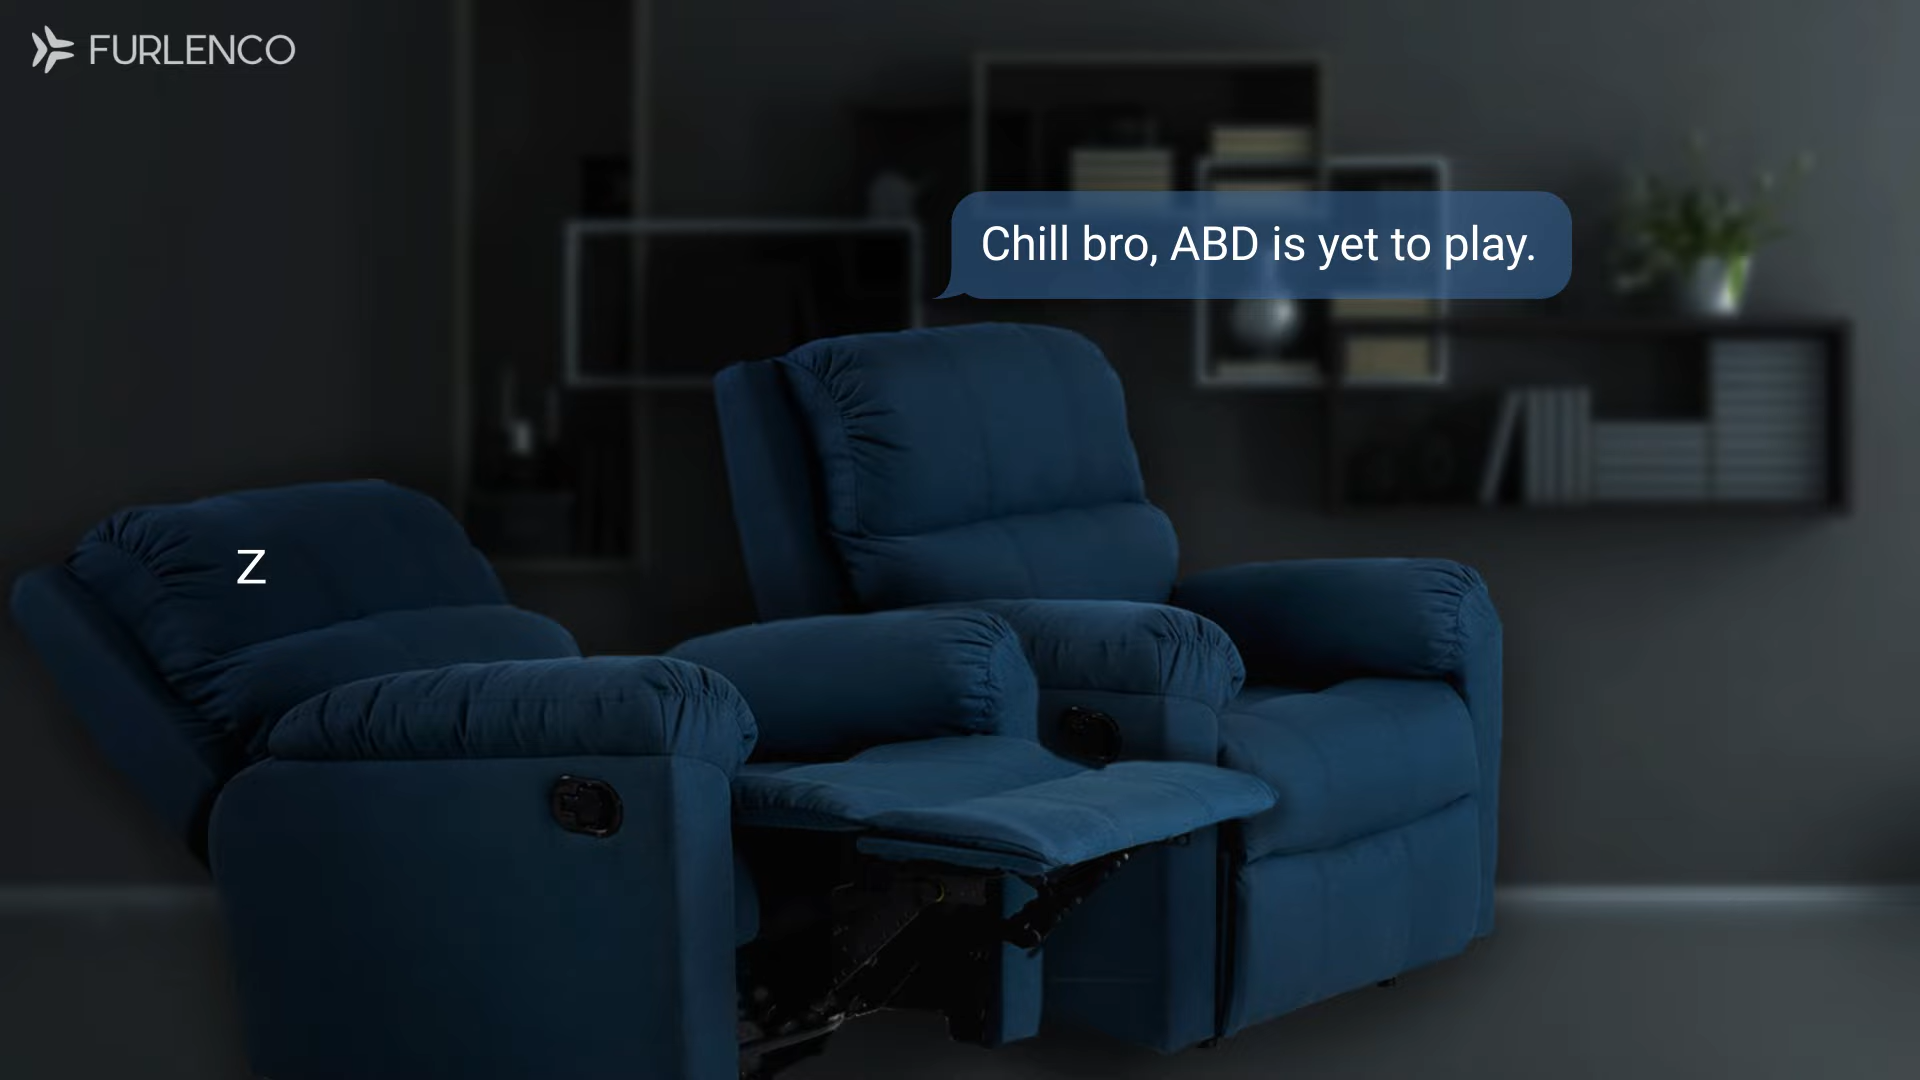 FURLENCO
Chill bro, ABD is yet to play.
Z